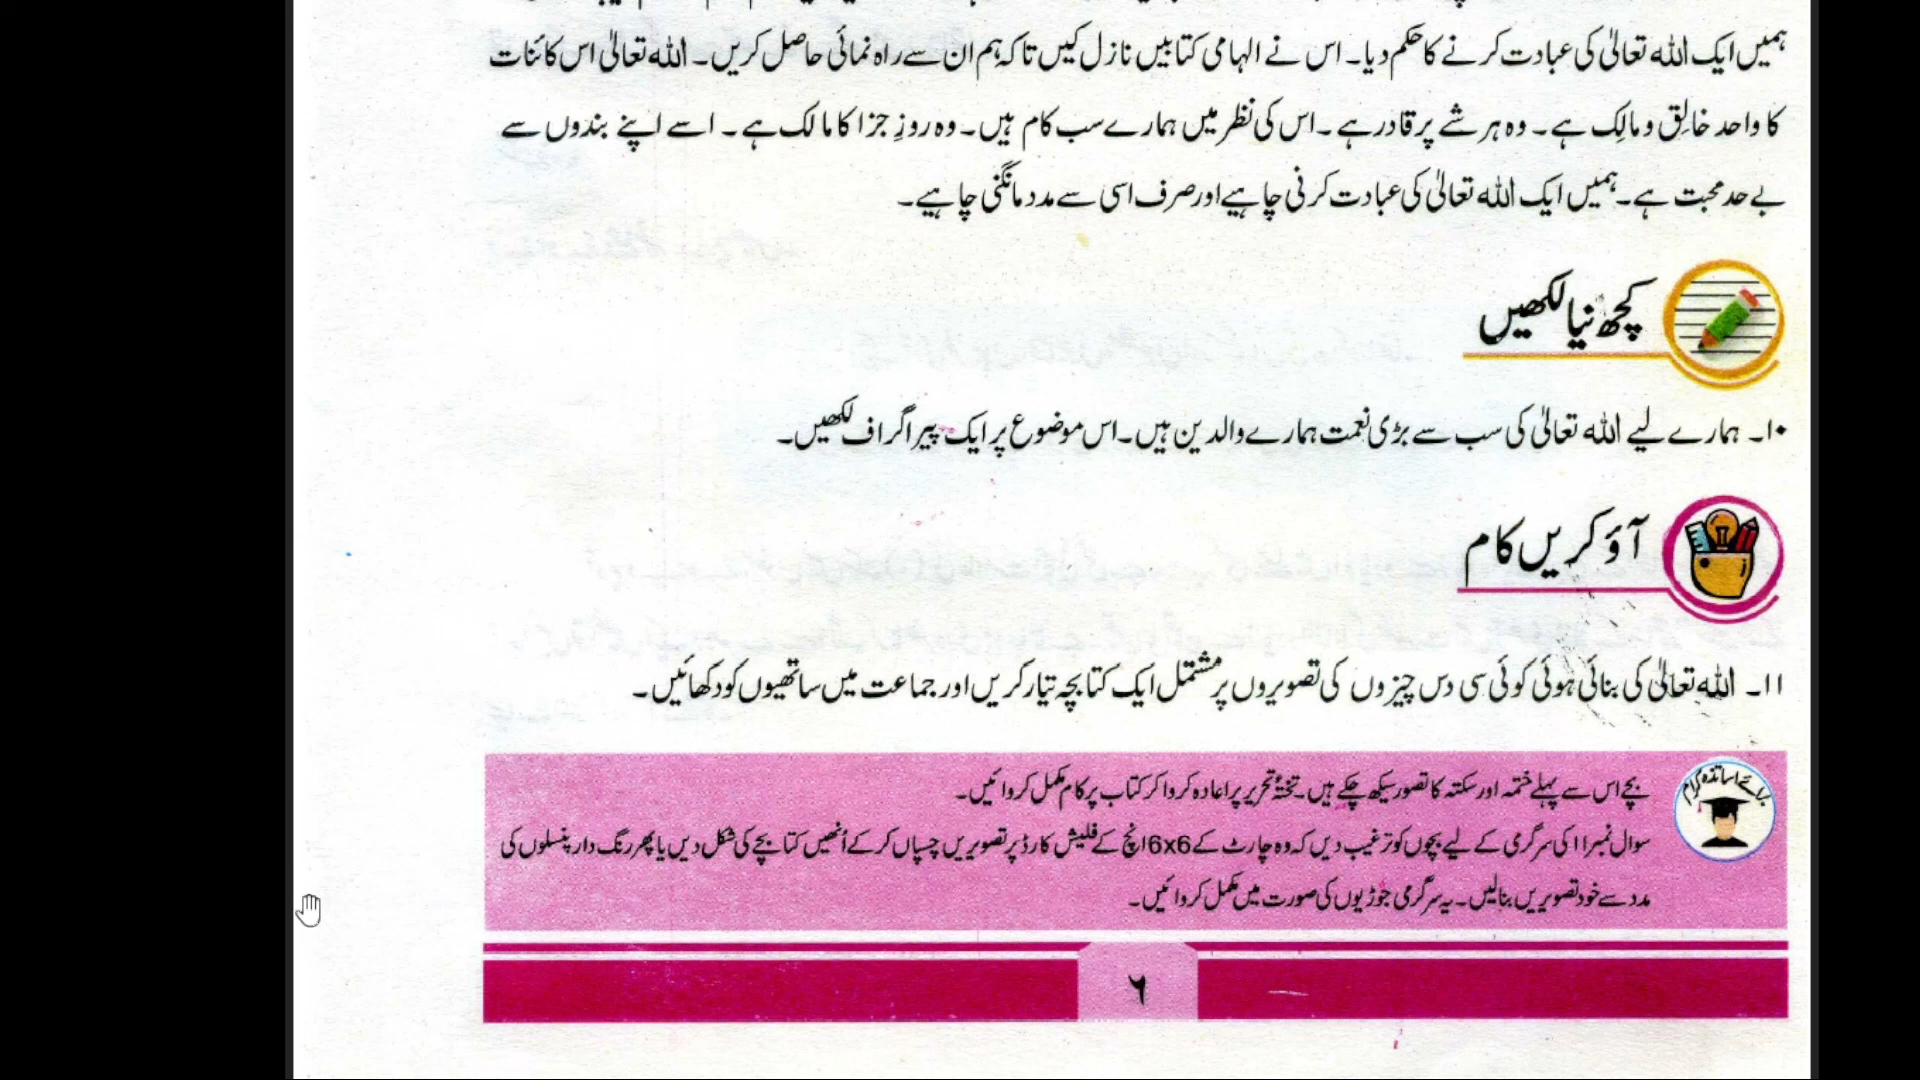 ہمیں ایک اللہ تعالیٰ کی عبادت کرنے کا حکم دیا۔ اس نے الہامی کتابیں نازل کیں تاکہ ہم ان سے راہ نمائی حاصل کریں۔ اللہ تعالیٰ اس کائنات
کا واحد خالِق و مالِک ہے۔ وہ ہر شے پر قادر ہے۔ اس کی نظر میں ہمارے سب کام ہیں۔ وہ روزِ جزا کا مالک ہے۔ اسے اپنے بندوں سے
بے حد محبت ہے۔ ہمیں ایک اللہ تعالیٰ کی عبادت کرنی چاہیے اور صرف اسی سے مدد مانگنی چاہیے۔
کچھ نیا لکھیں
۱۰۔ ہمارے لیے اللہ تعالیٰ کی سب سے بڑی نعمت ہمارے والدین ہیں۔ اس موضوع پر ایک پیراگراف لکھیں۔
آؤ کریں کام
۱۱۔ اللہ تعالیٰ کی بنائی ہوئی کوئی سی دس چیزوں کی تصویروں پر مشتمل ایک کتابچہ تیار کریں اور جماعت میں ساتھیوں کو دکھائیں۔
برائے اساتذہ کرام
بچے اس سے پہلے ختمہ اور سکتہ کا تصور سیکھ چکے ہیں۔ تختۂ تحریر پر اعادہ کروا کر کتاب پر کام مکمل کروائیں۔
سوال نمبر ۱۱ کی سرگرمی کے لیے بچوں کو ترغیب دیں کہ وہ چارٹ کے 6x6 انچ کے فلیش کارڈ پر تصویریں چسپاں کر کے اُنھیں کتابچے کی شکل دیں یا پھر رنگ دار پنسلوں کی
مدد سے خود تصویریں بنالیں۔ یہ سرگرمی جوڑیوں کی صورت میں مکمل کروائیں۔
۶